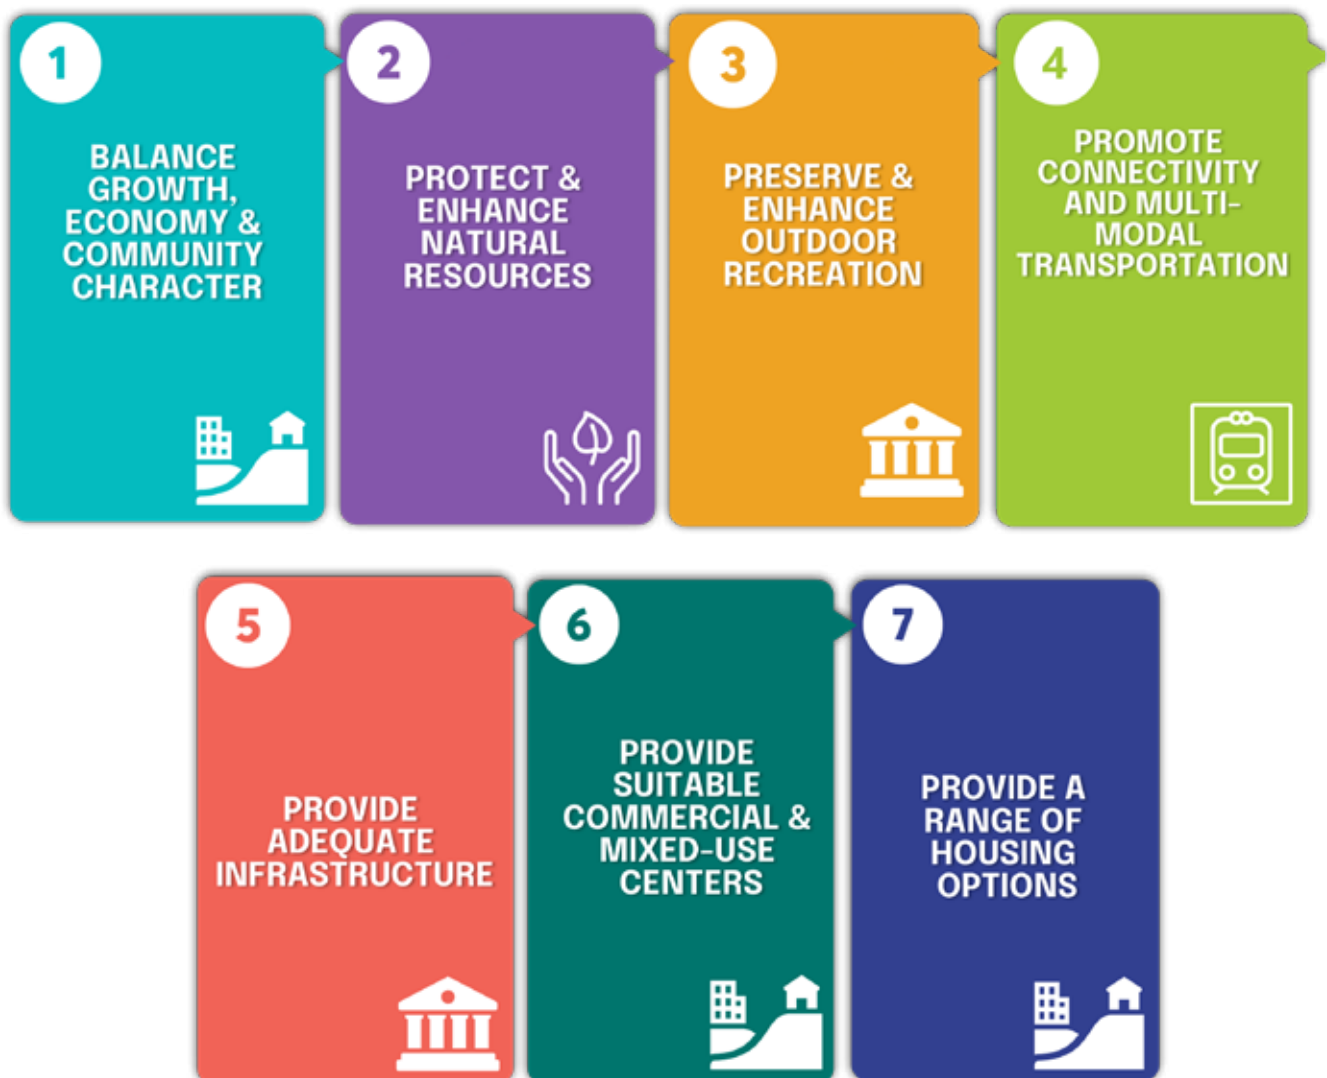 1
BALANCE
GROWTH,
ECONOMY &
COMMUNITY
CHARACTER
2
PROTECT &
ENHANCE
NATURAL
RESOURCES
3
PRESERVE &
ENHANCE
OUTDOOR
RECREATION
4
PROMOTE
CONNECTIVITY
AND MULTI-
MODAL
TRANSPORTATION
5
PROVIDE
ADEQUATE
INFRASTRUCTURE
6
PROVIDE
SUITABLE
COMMERCIAL &
MIXED-USE
CENTERS
7
PROVIDE A
RANGE OF
HOUSING
OPTIONS